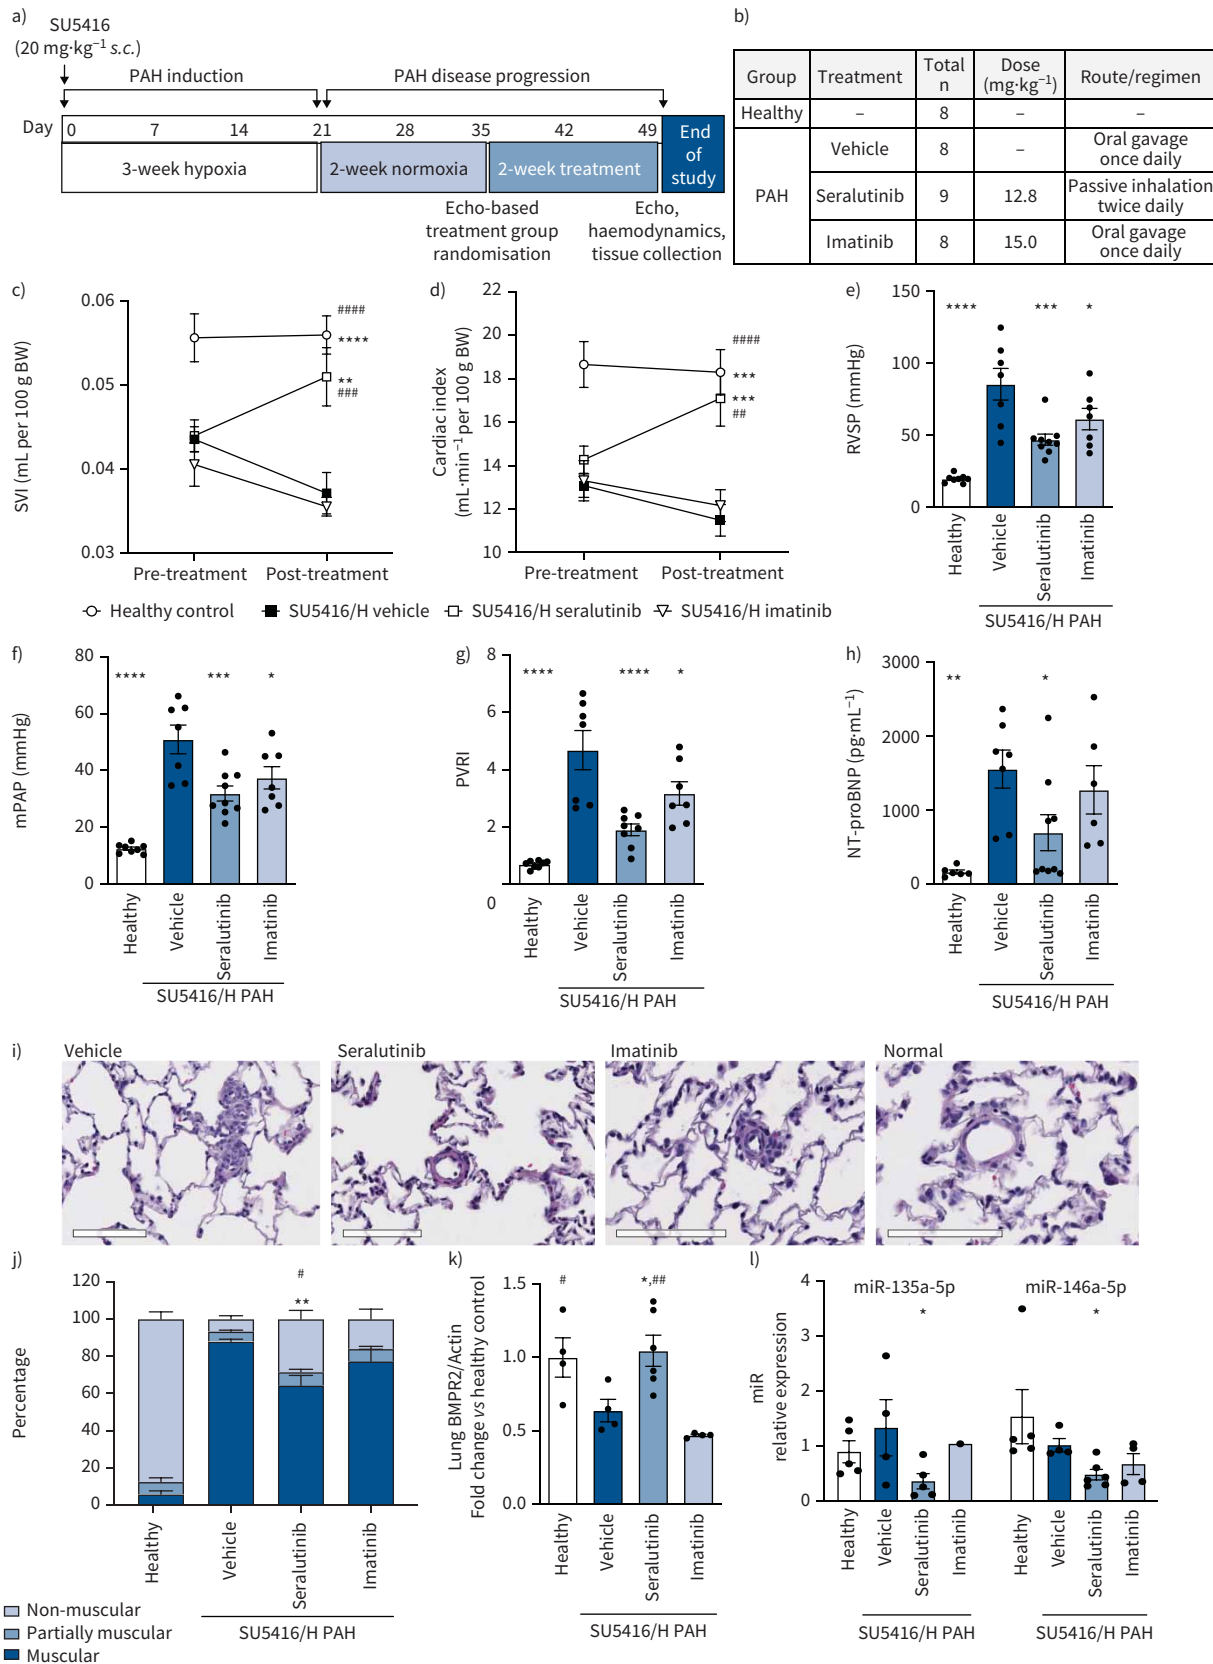 a)
SU5416
(20 mg·kg⁻¹ s.c.)
PAH induction
PAH disease progression
Day 0 7 14 21 28 35 42 49
3-week hypoxia
2-week normoxia
2-week treatment
End
of
study
Echo-based
treatment group
randomisation
Echo,
haemodynamics,
tissue collection
b)
Group Treatment Total n Dose (mg·kg⁻¹) Route/regimen
Healthy – 8 – –
PAH
Vehicle 8 – Oral gavage once daily
Seralutinib 9 12.8 Passive inhalation twice daily
Imatinib 8 15.0 Oral gavage once daily
c)
SVI (mL per 100 g BW)
0.06
0.05
0.04
0.03
####
****
**
###
Pre-treatment Post-treatment
d)
Cardiac index
(mL·min⁻¹ per 100 g BW)
22
20
18
16
14
12
10
####
***
***
##
Pre-treatment Post-treatment
Healthy control SU5416/H vehicle SU5416/H seralutinib SU5416/H imatinib
e)
RVSP (mmHg)
150
100
50
0
**** *** *
Healthy Vehicle Seralutinib Imatinib
SU5416/H PAH
f)
mPAP (mmHg)
80
60
40
20
0
**** *** *
Healthy Vehicle Seralutinib Imatinib
SU5416/H PAH
g)
PVRI
8
6
4
2
0
**** **** *
Healthy Vehicle Seralutinib Imatinib
SU5416/H PAH
h)
NT-proBNP (pg·mL⁻¹)
3000
2000
1000
0
** *
Healthy Vehicle Seralutinib Imatinib
SU5416/H PAH
i)
Vehicle Seralutinib Imatinib Normal
j)
Percentage
120
100
80
60
40
20
0
#
**
Healthy Vehicle Seralutinib Imatinib
SU5416/H PAH
Non-muscular
Partially muscular
Muscular
k)
Lung BMPR2/Actin
Fold change vs healthy control
1.5
1.0
0.5
0.0
# *,##
Healthy Vehicle Seralutinib Imatinib
SU5416/H PAH
l)
miR
relative expression
4
3
2
1
0
miR-135a-5p miR-146a-5p
* *
Healthy Vehicle Seralutinib Imatinib Healthy Vehicle Seralutinib Imatinib
SU5416/H PAH SU5416/H PAH